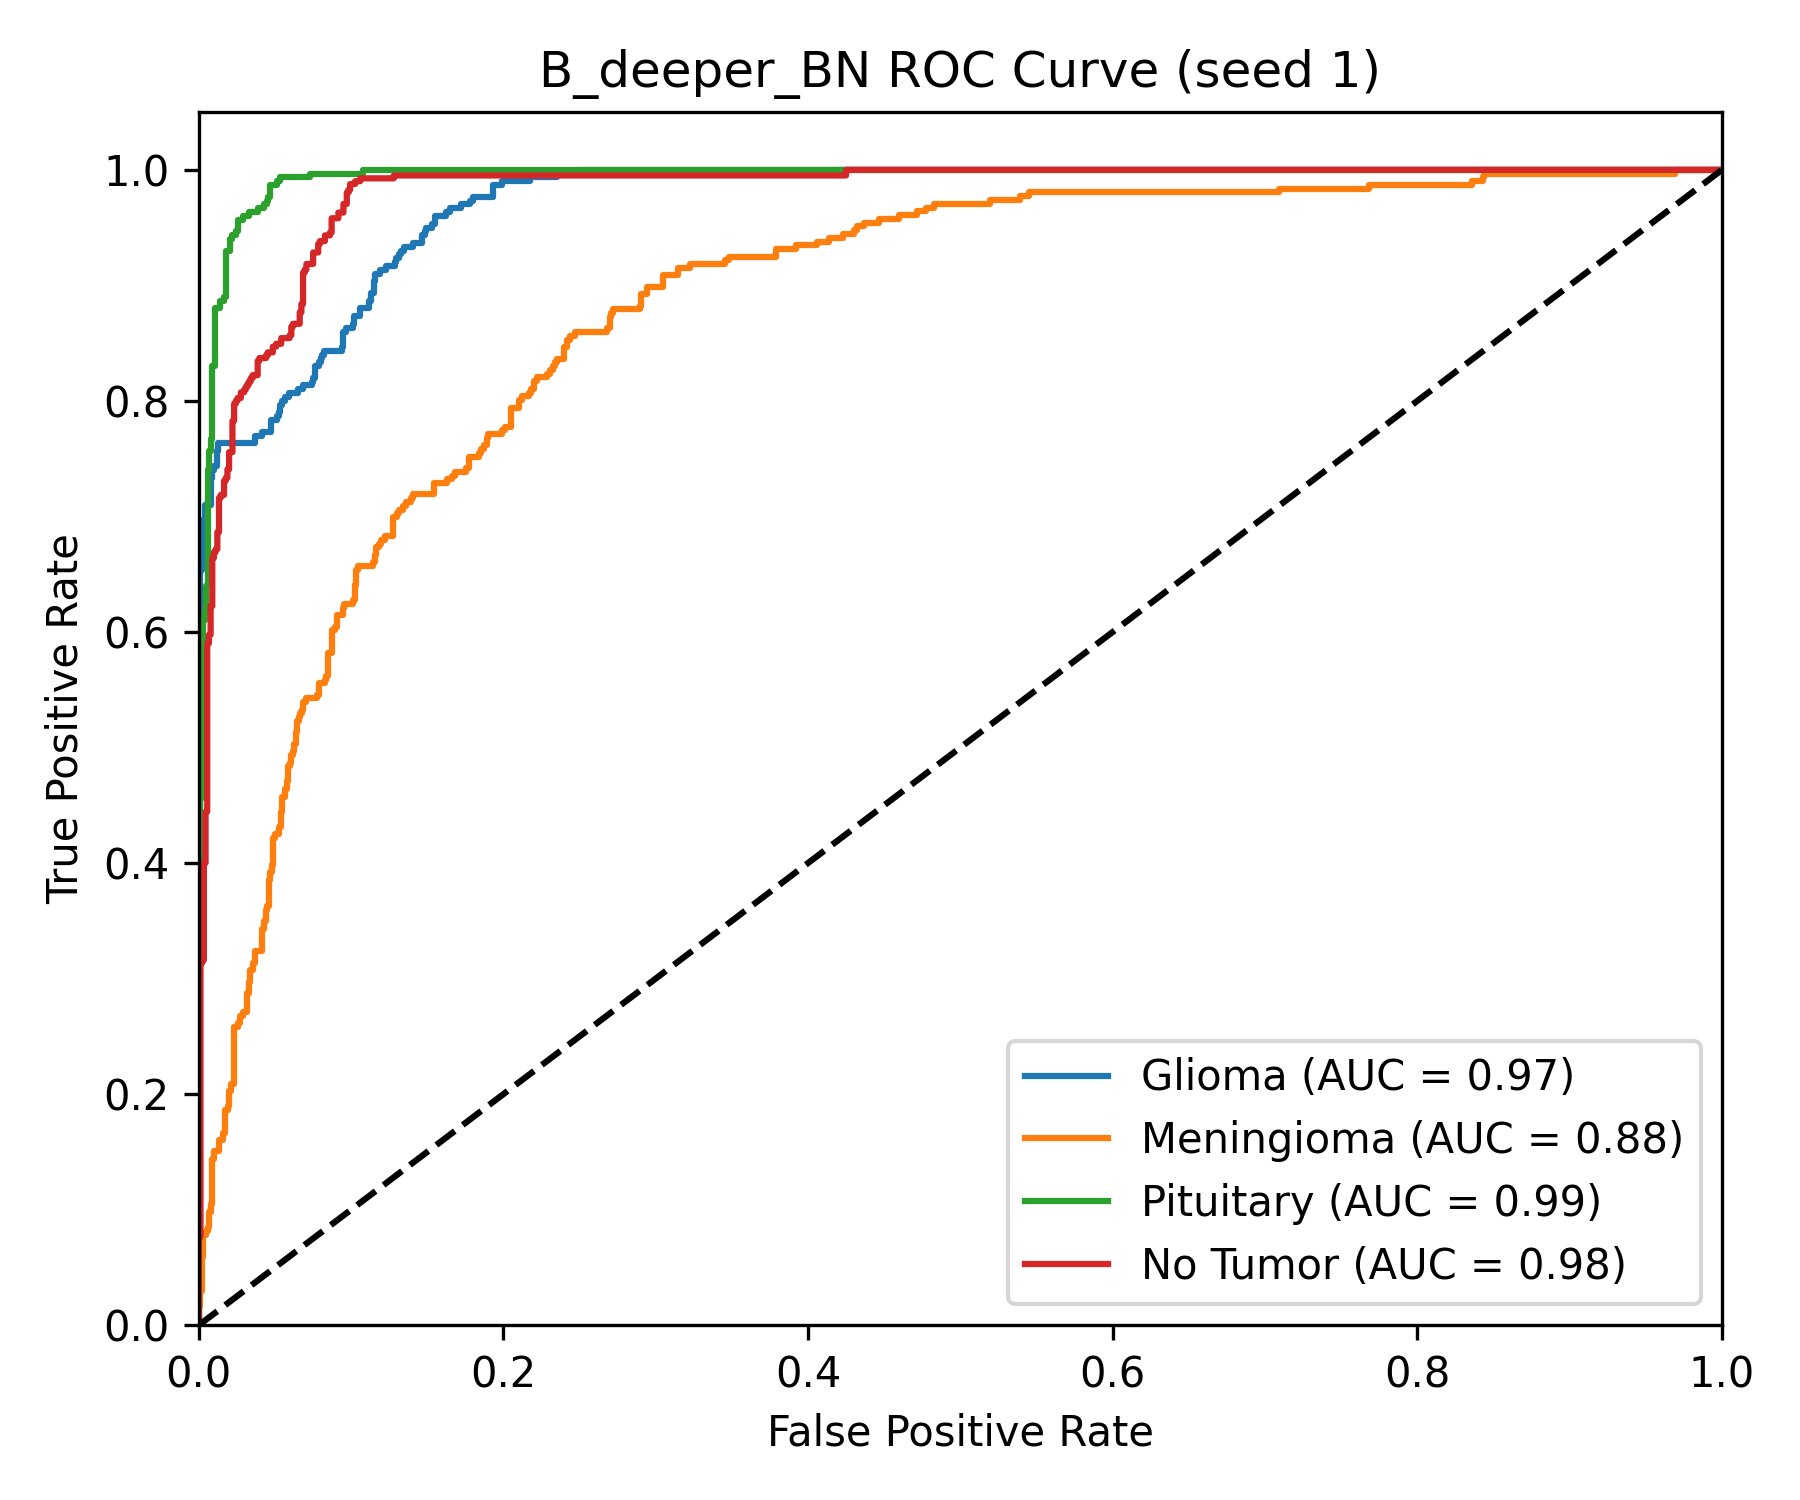 B_deeper_BN ROC Curve (seed 1)
True Positive Rate
1.0
0.8
0.6
0.4
0.2
0.0
0.0 0.2 0.4 0.6 0.8 1.0
False Positive Rate
Glioma (AUC = 0.97)
Meningioma (AUC = 0.88)
Pituitary (AUC = 0.99)
No Tumor (AUC = 0.98)